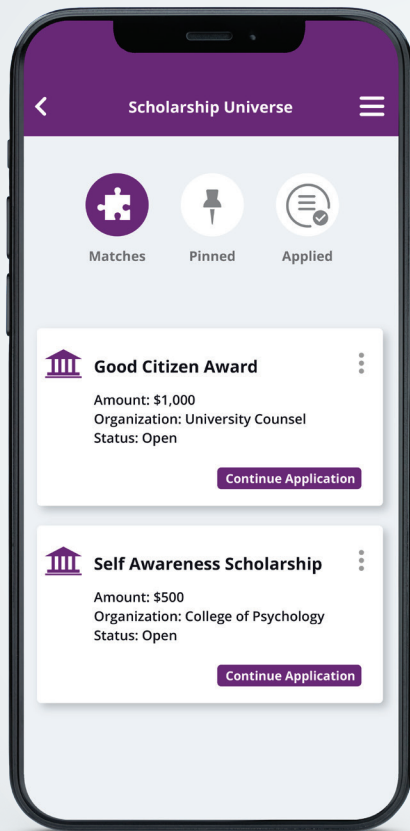 Scholarship Universe
Matches Pinned Applied
Good Citizen Award
Amount: $1,000
Organization: University Counsel
Status: Open
Continue Application
Self Awareness Scholarship
Amount: $500
Organization: College of Psychology
Status: Open
Continue Application